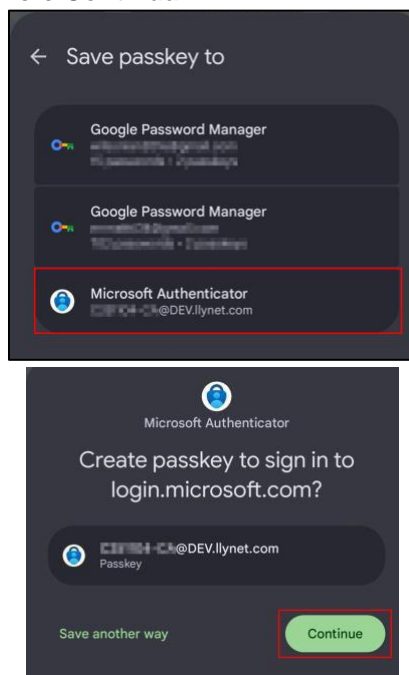 Save passkey to
Google Password Manager
Google Password Manager
Microsoft Authenticator
@DEV.llynet.com
Microsoft Authenticator
Create passkey to sign in to
login.microsoft.com?
@DEV.llynet.com
Passkey
Save another way
Continue